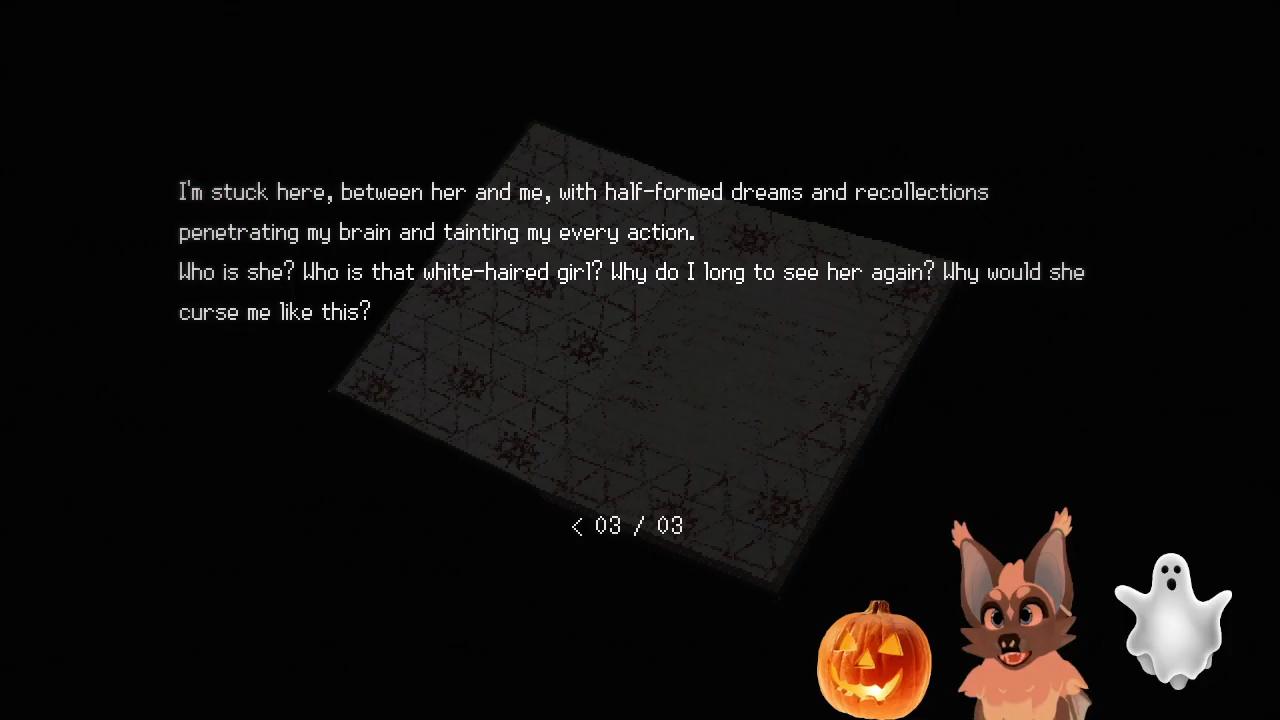 I'm stuck here, between her and me, with half-formed dreams and recollections
penetrating my brain and tainting my every action.
Who is she? Who is that white-haired girl? Why do I long to see her again? Why would she
curse me like this?
< 03 / 03